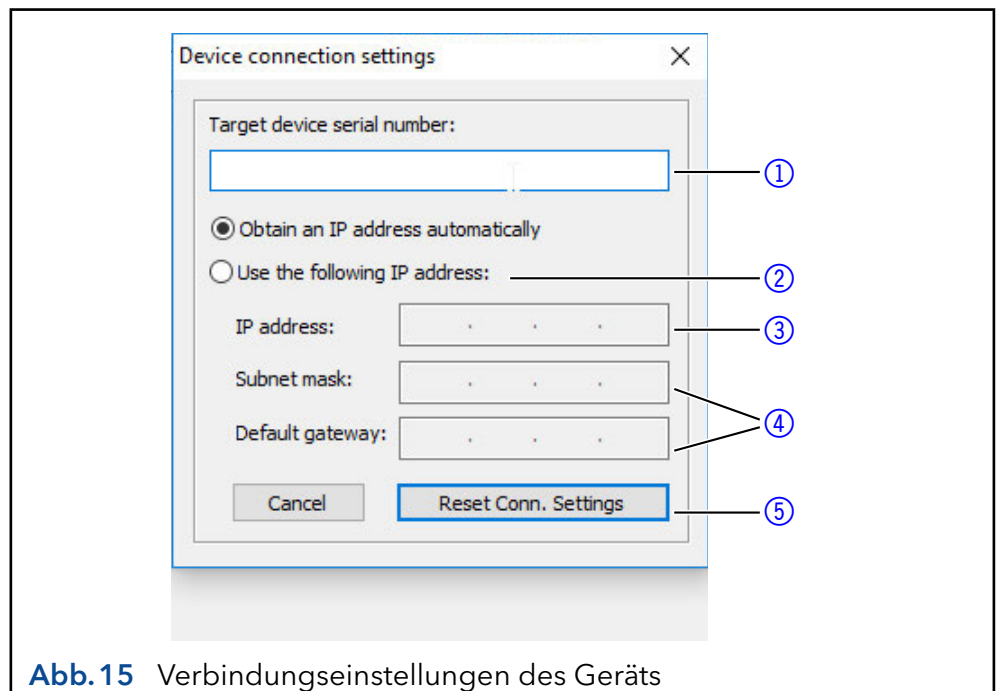 Device connection settings
Target device serial number:
①
Obtain an IP address automatically
Use the following IP address: ②
IP address: . . . ③
Subnet mask: . . .
④
Default gateway: . . .
Cancel Reset Conn. Settings ⑤
Abb. 15 Verbindungseinstellungen des Geräts